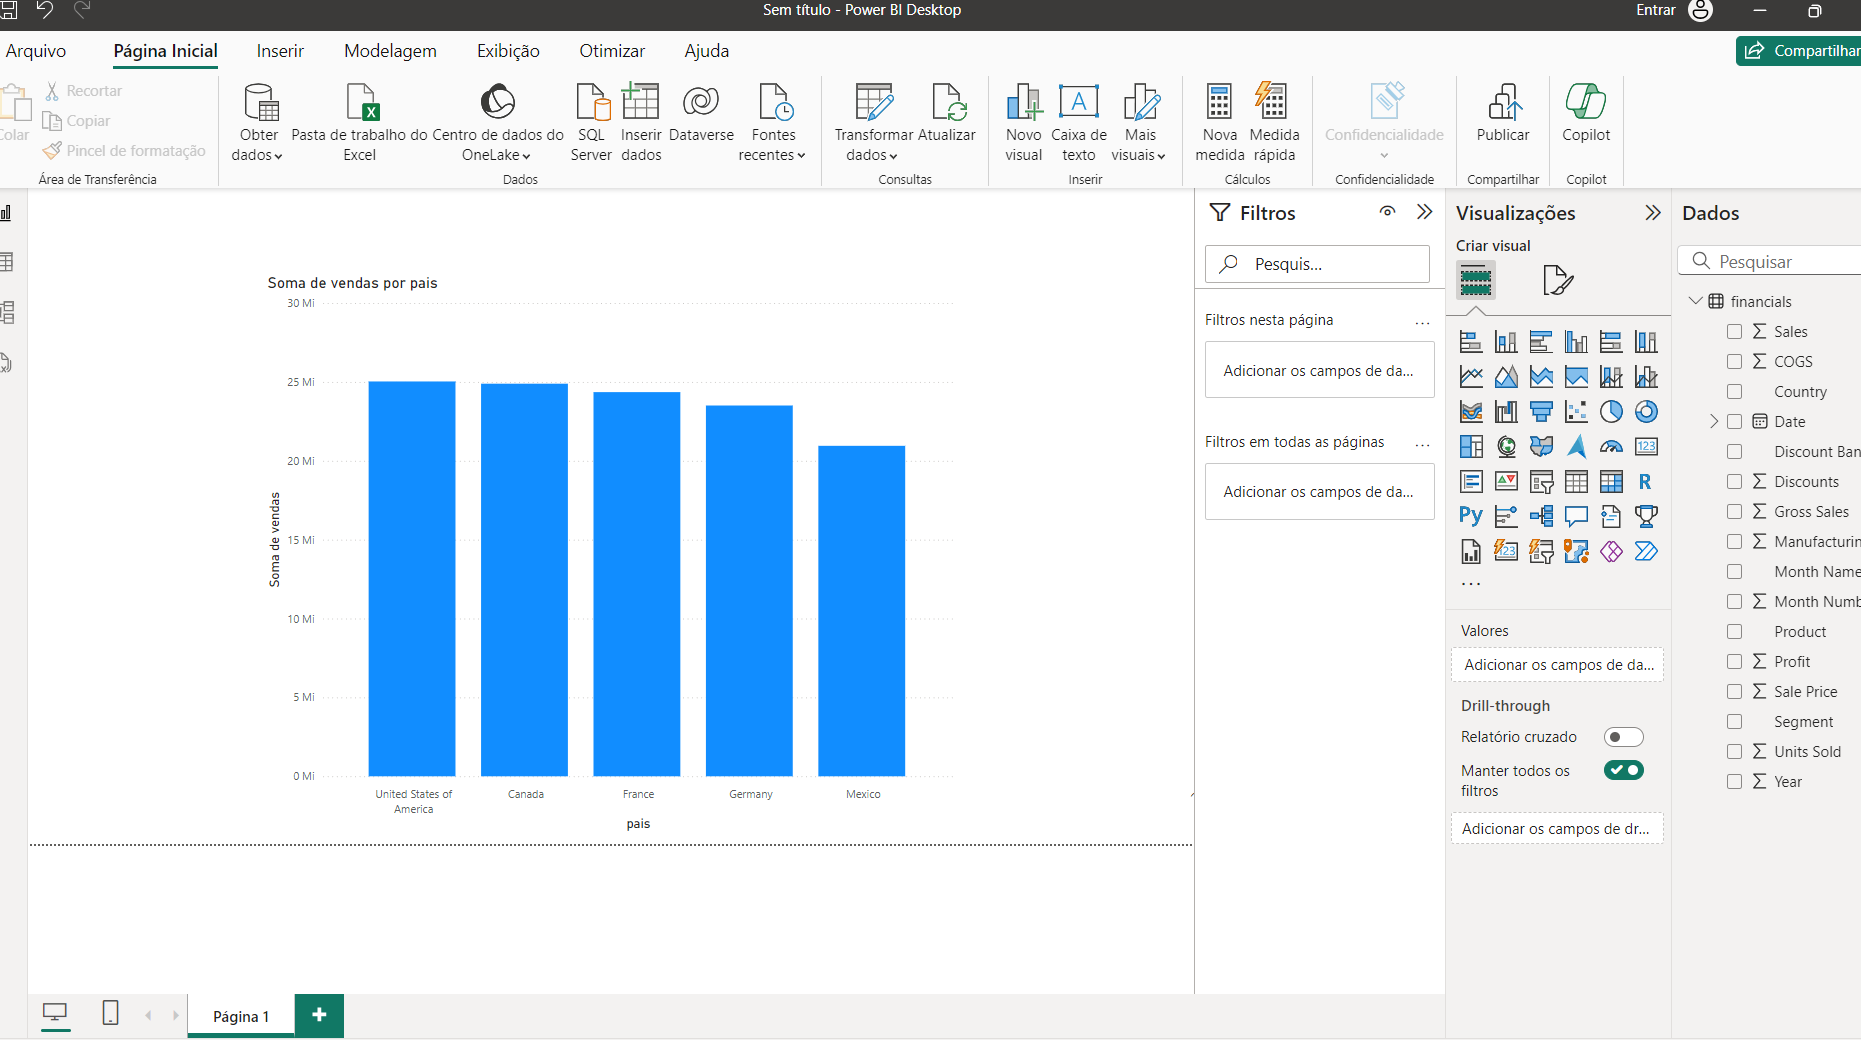 Sem título - Power BI Desktop
Entrar
Arquivo
Página Inicial
Inserir
Modelagem
Exibição
Otimizar
Ajuda
Compartilhar
Recortar
Copiar
Pincel de formatação
Área de Transferência
Obter dados
Pasta de trabalho do Excel
Centro de dados do OneLake
SQL Server
Inserir dados
Dataverse
Fontes recentes
Dados
Transformar dados
Atualizar
Consultas
Novo visual
Caixa de texto
Mais visuais
Inserir
Nova medida
Medida rápida
Cálculos
Confidencialidade
Confidencialidade
Publicar
Compartilhar
Copilot
Copilot
Soma de vendas por pais
30 Mi
25 Mi
20 Mi
15 Mi
10 Mi
5 Mi
0 Mi
Soma de vendas
United States of
America
Canada
France
Germany
Mexico
pais
Filtros
Pesquis...
Filtros nesta página
...
Adicionar os campos de da...
Filtros em todas as páginas
...
Adicionar os campos de da...
Visualizações
Criar visual
123
R
Py
123
...
Valores
Adicionar os campos de da...
Drill-through
Relatório cruzado
Manter todos os
filtros
Adicionar os campos de dr...
Dados
Pesquisar
financials
Sales
COGS
Country
Date
Discount Ban
Discounts
Gross Sales
Manufacturin
Month Name
Month Numb
Product
Profit
Sale Price
Segment
Units Sold
Year
Página 1